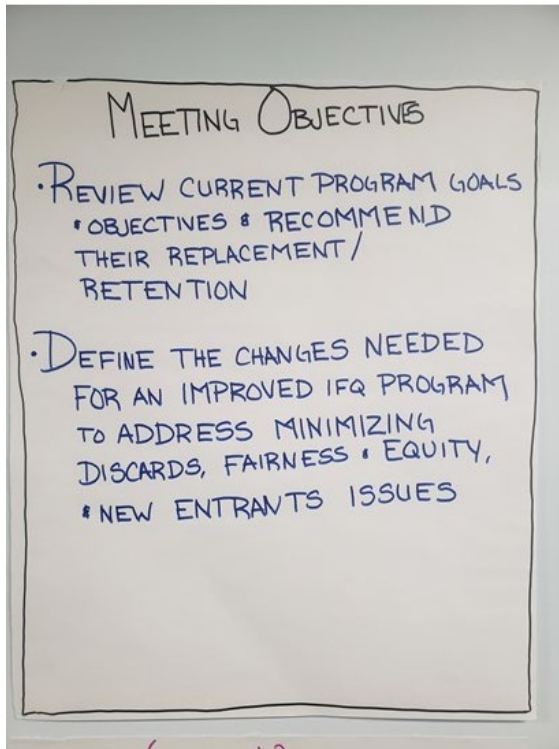 MEETING OBJECTIVES
· REVIEW CURRENT PROGRAM GOALS
& OBJECTIVES & RECOMMEND
THEIR REPLACEMENT/
RETENTION
· DEFINE THE CHANGES NEEDED
FOR AN IMPROVED IFQ PROGRAM
TO ADDRESS MINIMIZING
DISCARDS, FAIRNESS & EQUITY,
& NEW ENTRANTS ISSUES